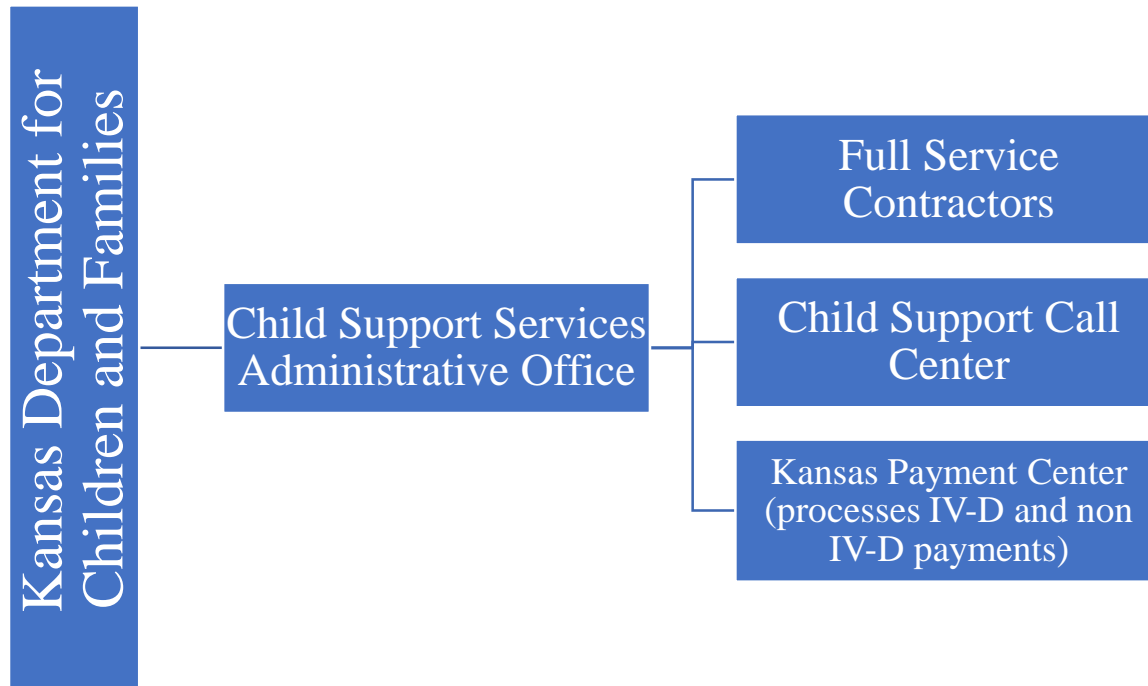 Kansas Department for
Children and Families
Child Support Services
Administrative Office
Full Service
Contractors
Child Support Call
Center
Kansas Payment Center
(processes IV-D and non
IV-D payments)